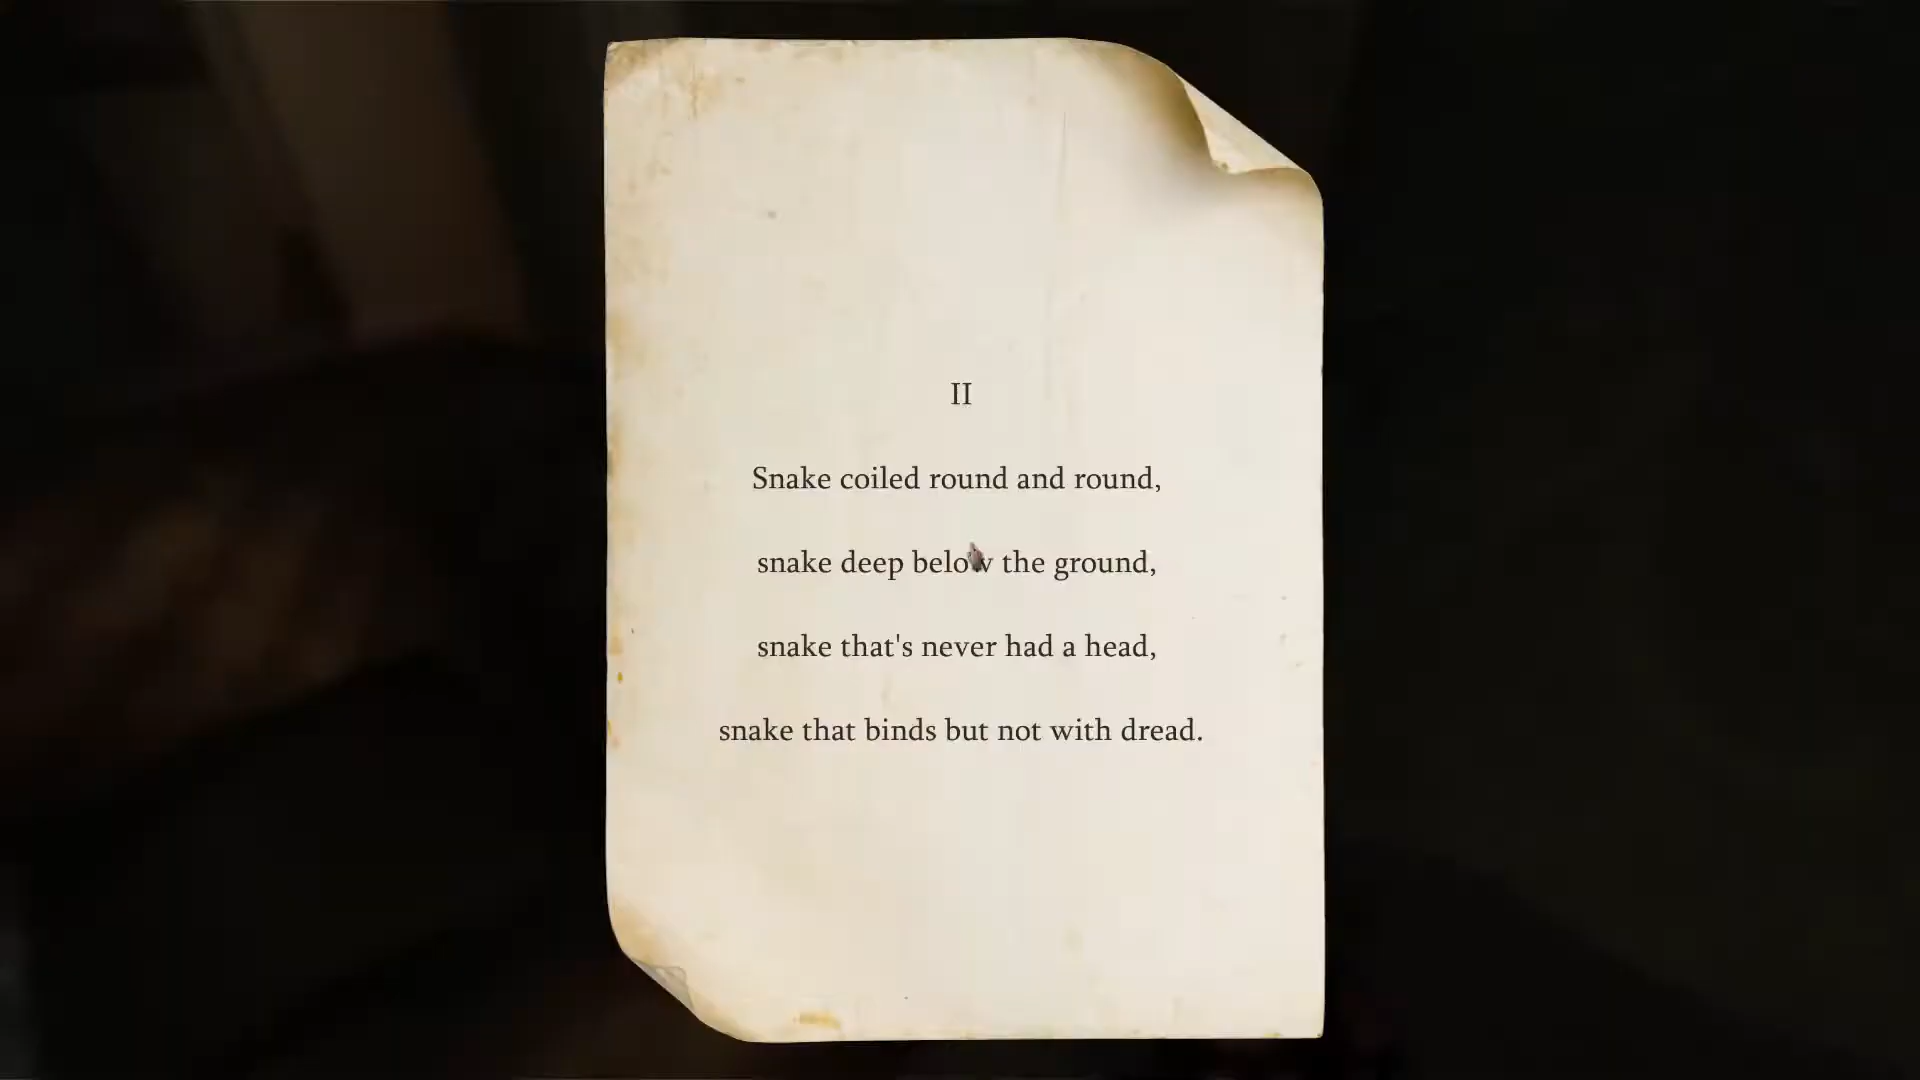 II
Snake coiled round and round,
snake deep below the ground,
snake that's never had a head,
snake that binds but not with dread.